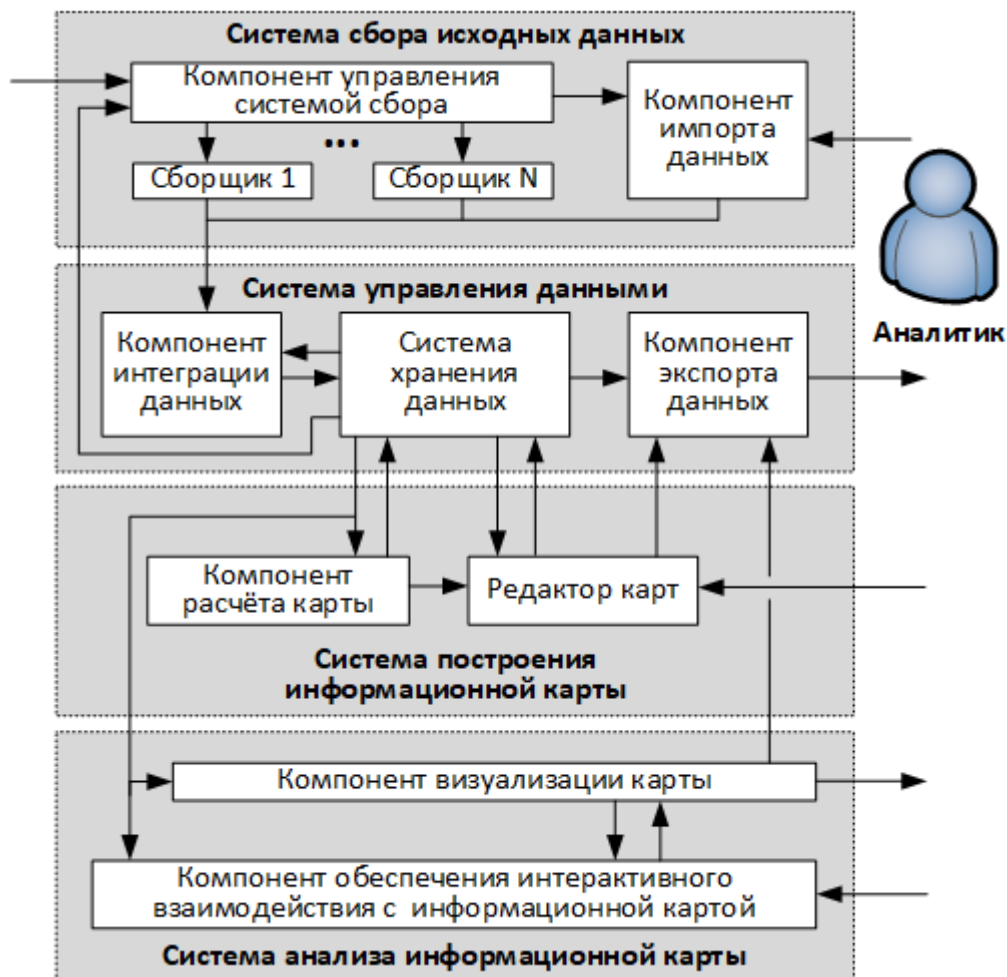 Система сбора исходных данных
Компонент управления
системой сбора
Компонент
импорта
данных
...
Сборщик 1
Сборщик N
Аналитик
Система управления данными
Компонент
интеграции
данных
Система
хранения
данных
Компонент
экспорта
данных
Компонент
расчёта карты
Редактор карт
Система построения
информационной карты
Компонент визуализации карты
Компонент обеспечения интерактивного
взаимодействия с информационной картой
Система анализа информационной карты